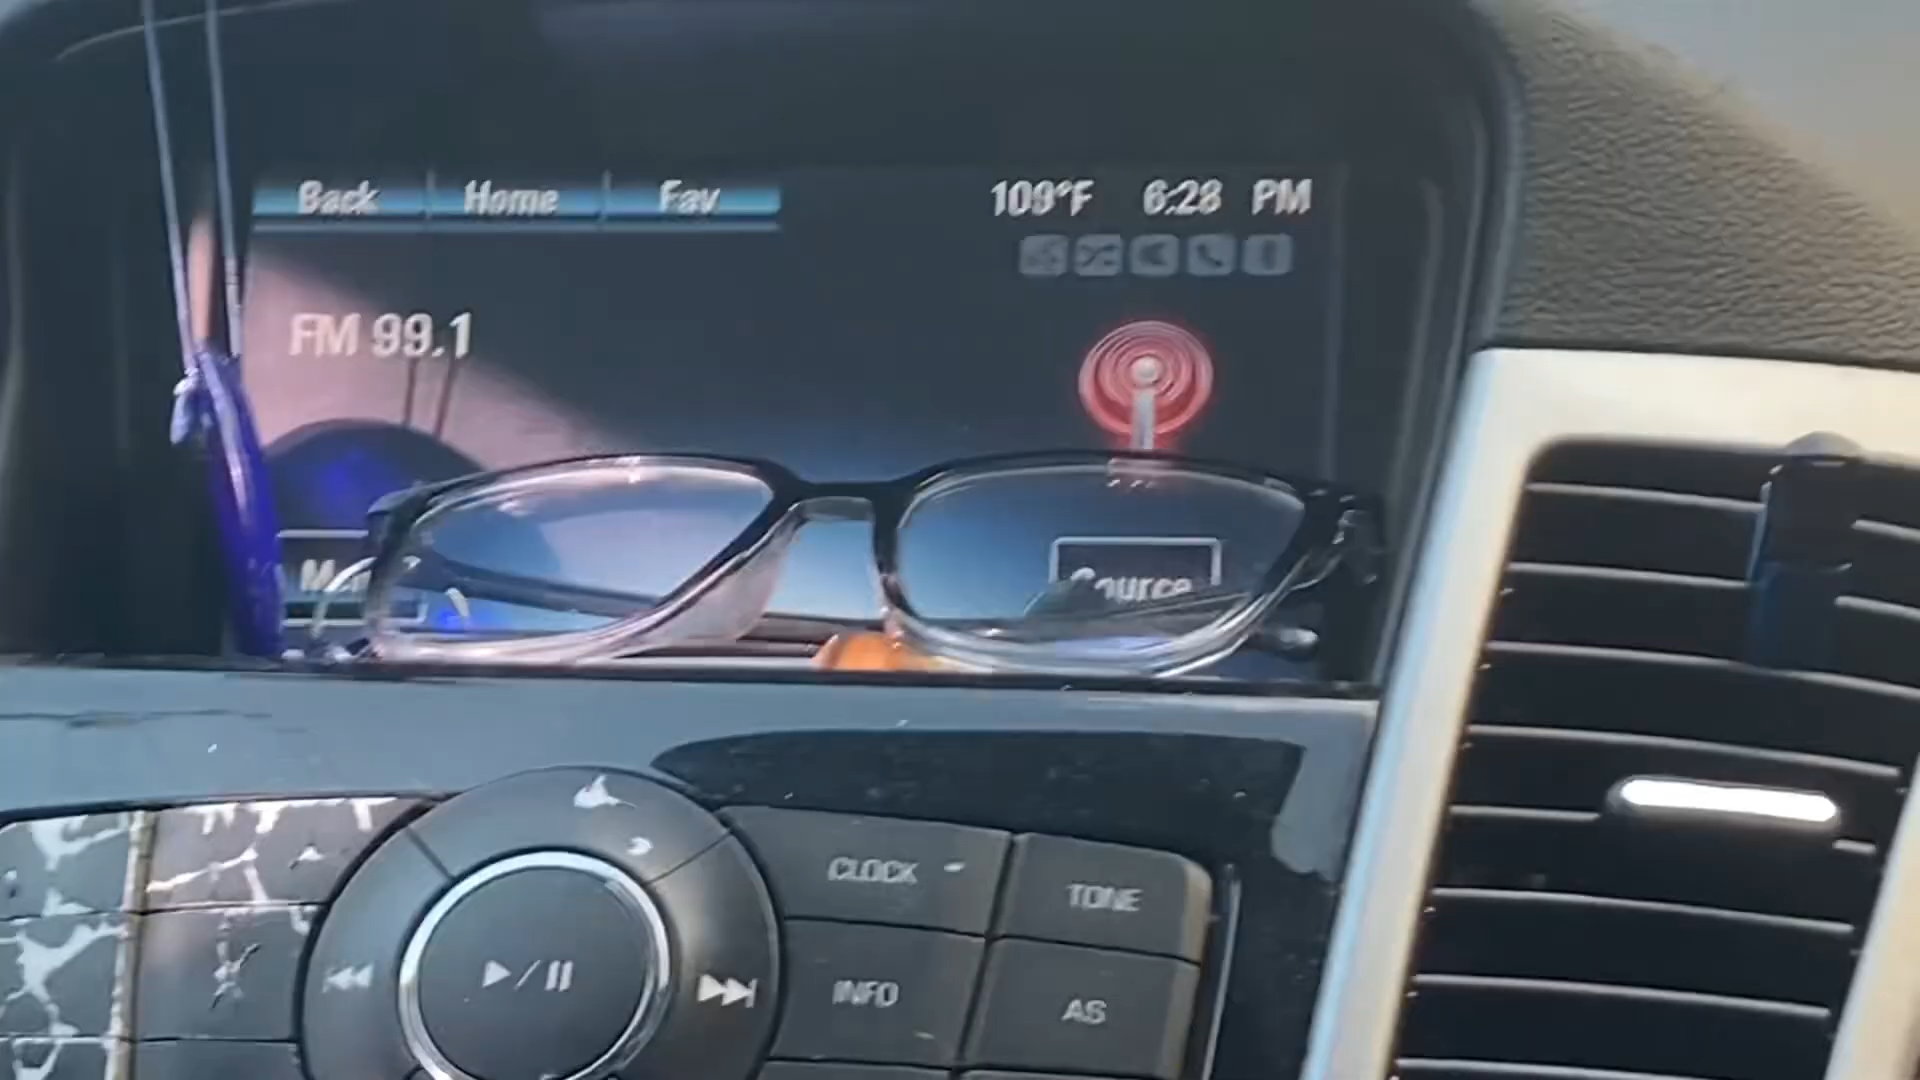 Back Home Fav 109°F 6:28 PM
FM 99.1
Source
CLOCK TONE
INFO AS